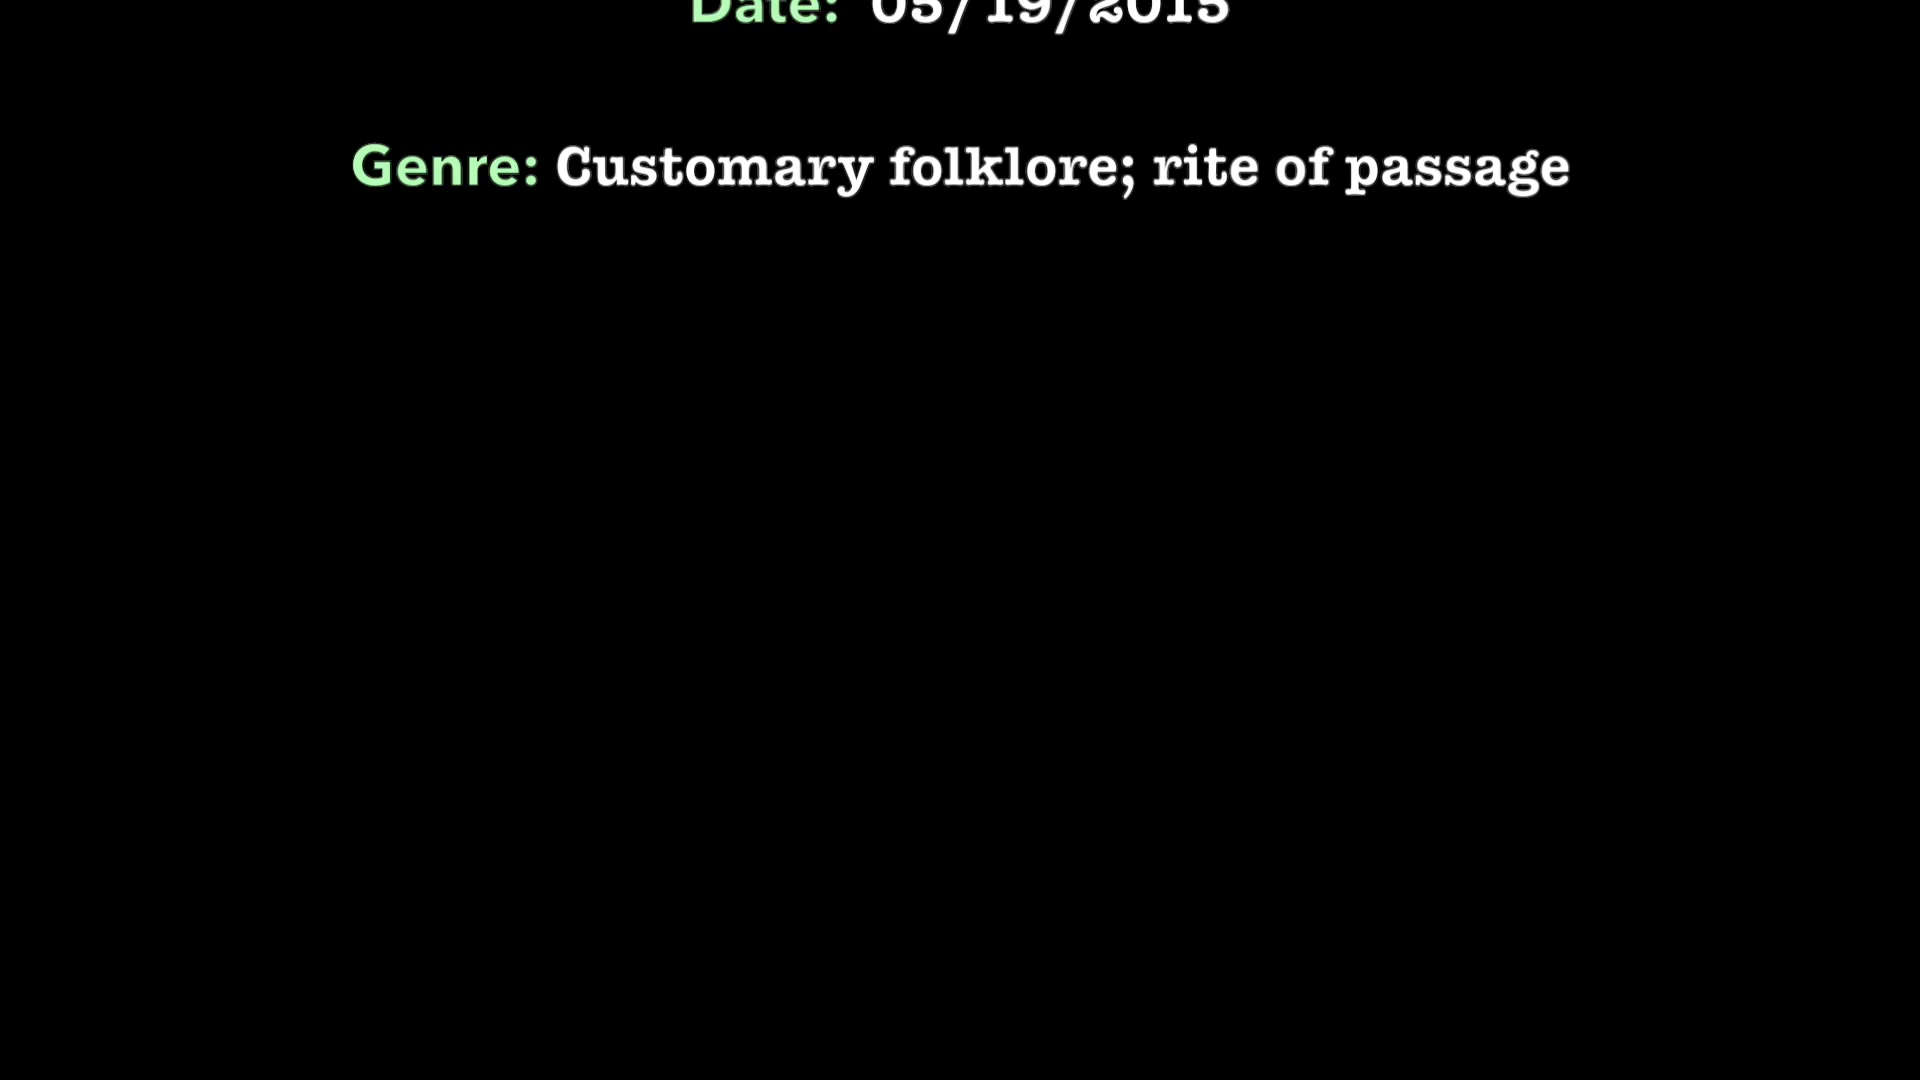 Date: 05/19/2015
Genre: Customary folklore; rite of passage